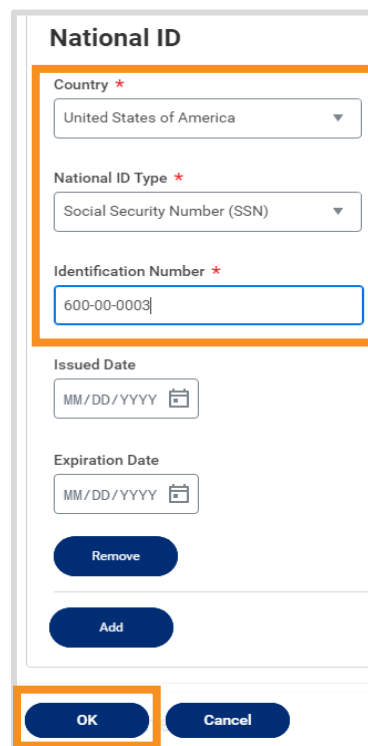 National ID
Country *
United States of America
National ID Type *
Social Security Number (SSN)
Identification Number *
600-00-0003
Issued Date
MM/DD/YYYY
Expiration Date
MM/DD/YYYY
Remove
Add
OK Cancel